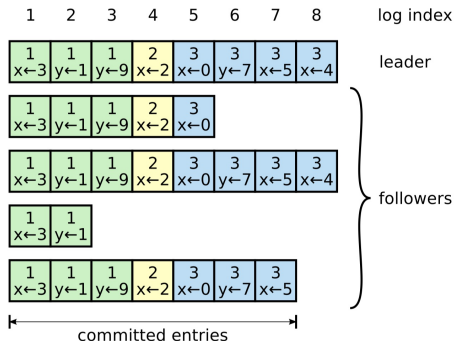 1 2 3 4 5 6 7 8 log index
1 1 1 2 3 3 3 3
x←3 y←1 y←9 x←2 x←0 y←7 x←5 x←4 leader
1 1 1 2 3
x←3 y←1 y←9 x←2 x←0
1 1 1 2 3 3 3 3
x←3 y←1 y←9 x←2 x←0 y←7 x←5 x←4
followers
1 1
x←3 y←1
1 1 1 2 3 3 3
x←3 y←1 y←9 x←2 x←0 y←7 x←5
committed entries